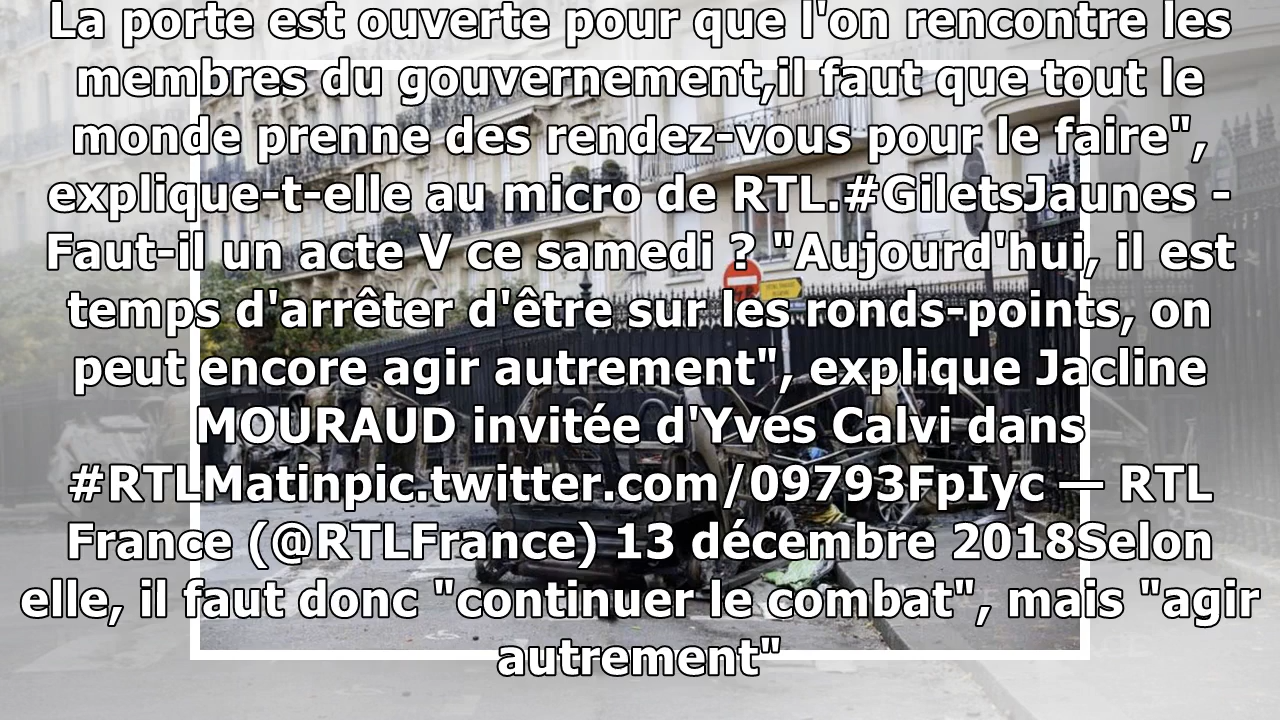 La porte est ouverte pour que l'on rencontre les
membres du gouvernement,il faut que tout le
monde prenne des rendez-vous pour le faire",
explique-t-elle au micro de RTL.#GiletsJaunes -
Faut-il un acte V ce samedi ? "Aujourd'hui, il est
temps d'arrêter d'être sur les ronds-points, on
peut encore agir autrement", explique Jacline
MOURAUD invitée d'Yves Calvi dans
#RTLMatinpic.twitter.com/09793FpIyc — RTL
France (@RTLFrance) 13 décembre 2018Selon
elle, il faut donc "continuer le combat", mais "agir
autrement"